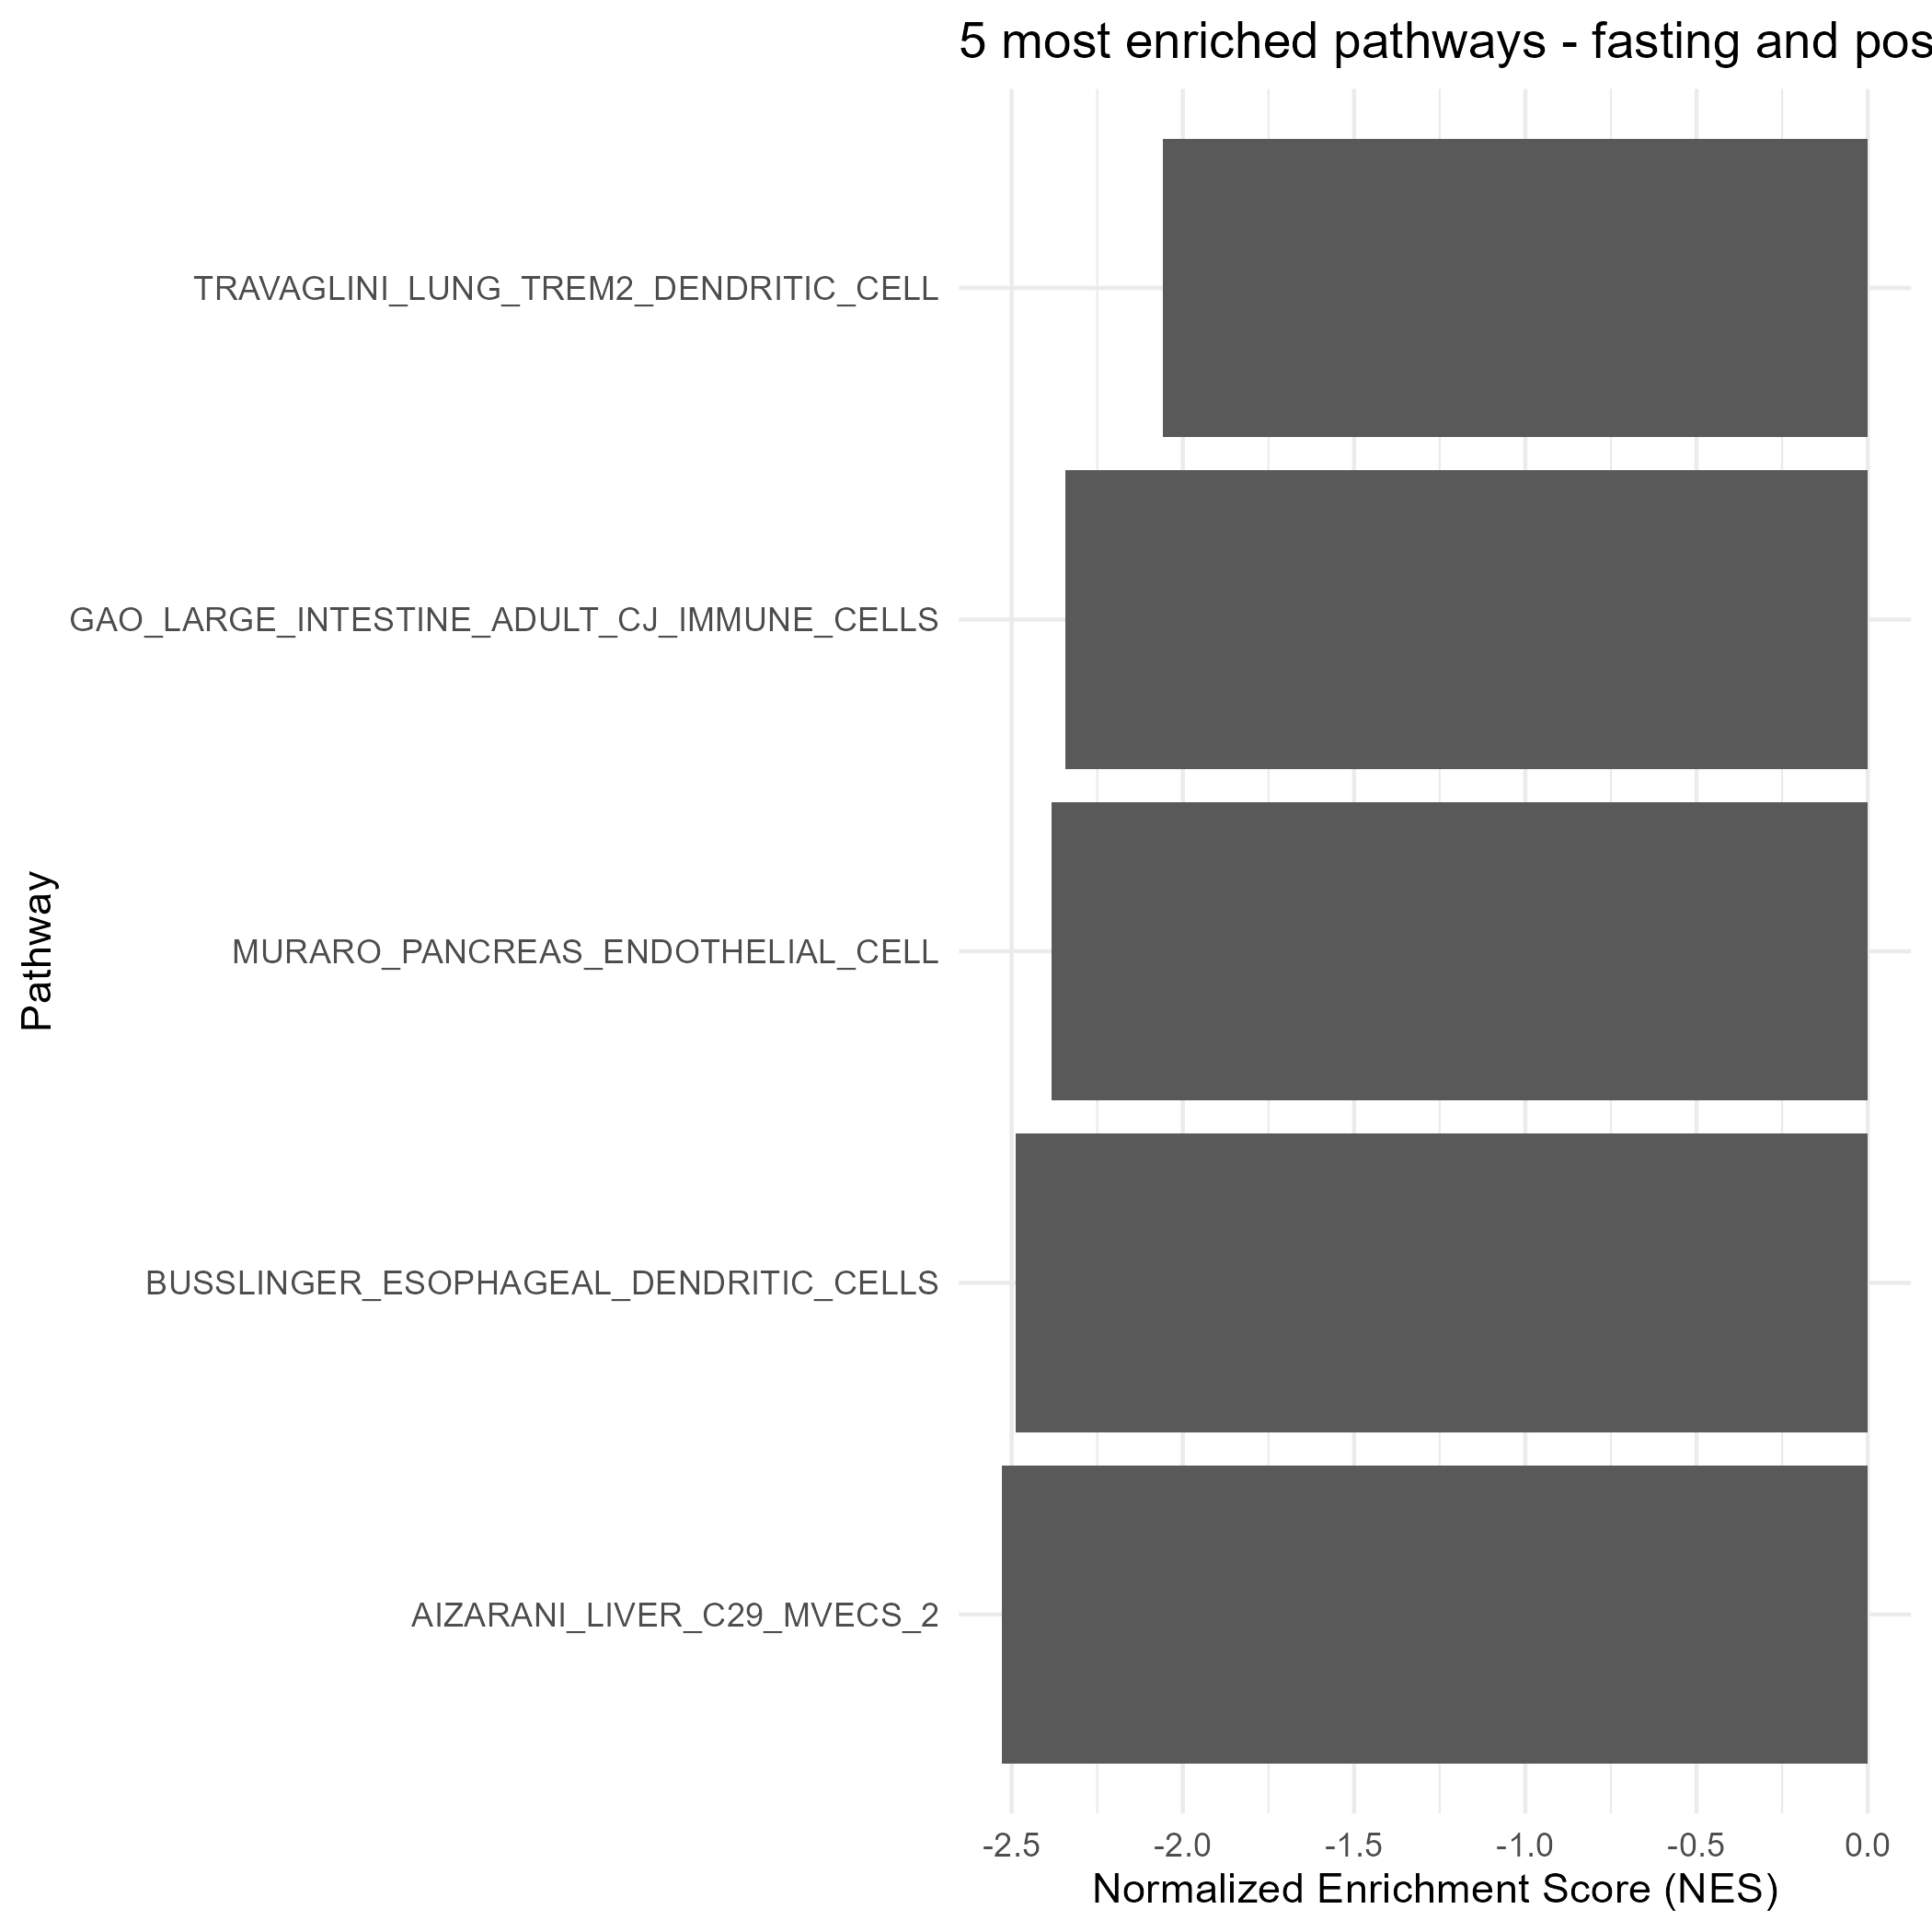 5 most enriched pathways - fasting and pos
Pathway
TRAVAGLINI_LUNG_TREM2_DENDRITIC_CELL
GAO_LARGE_INTESTINE_ADULT_CJ_IMMUNE_CELLS
MURARO_PANCREAS_ENDOTHELIAL_CELL
BUSSLINGER_ESOPHAGEAL_DENDRITIC_CELLS
AIZARANI_LIVER_C29_MVECS_2
-2.5 -2.0 -1.5 -1.0 -0.5 0.0
Normalized Enrichment Score (NES)